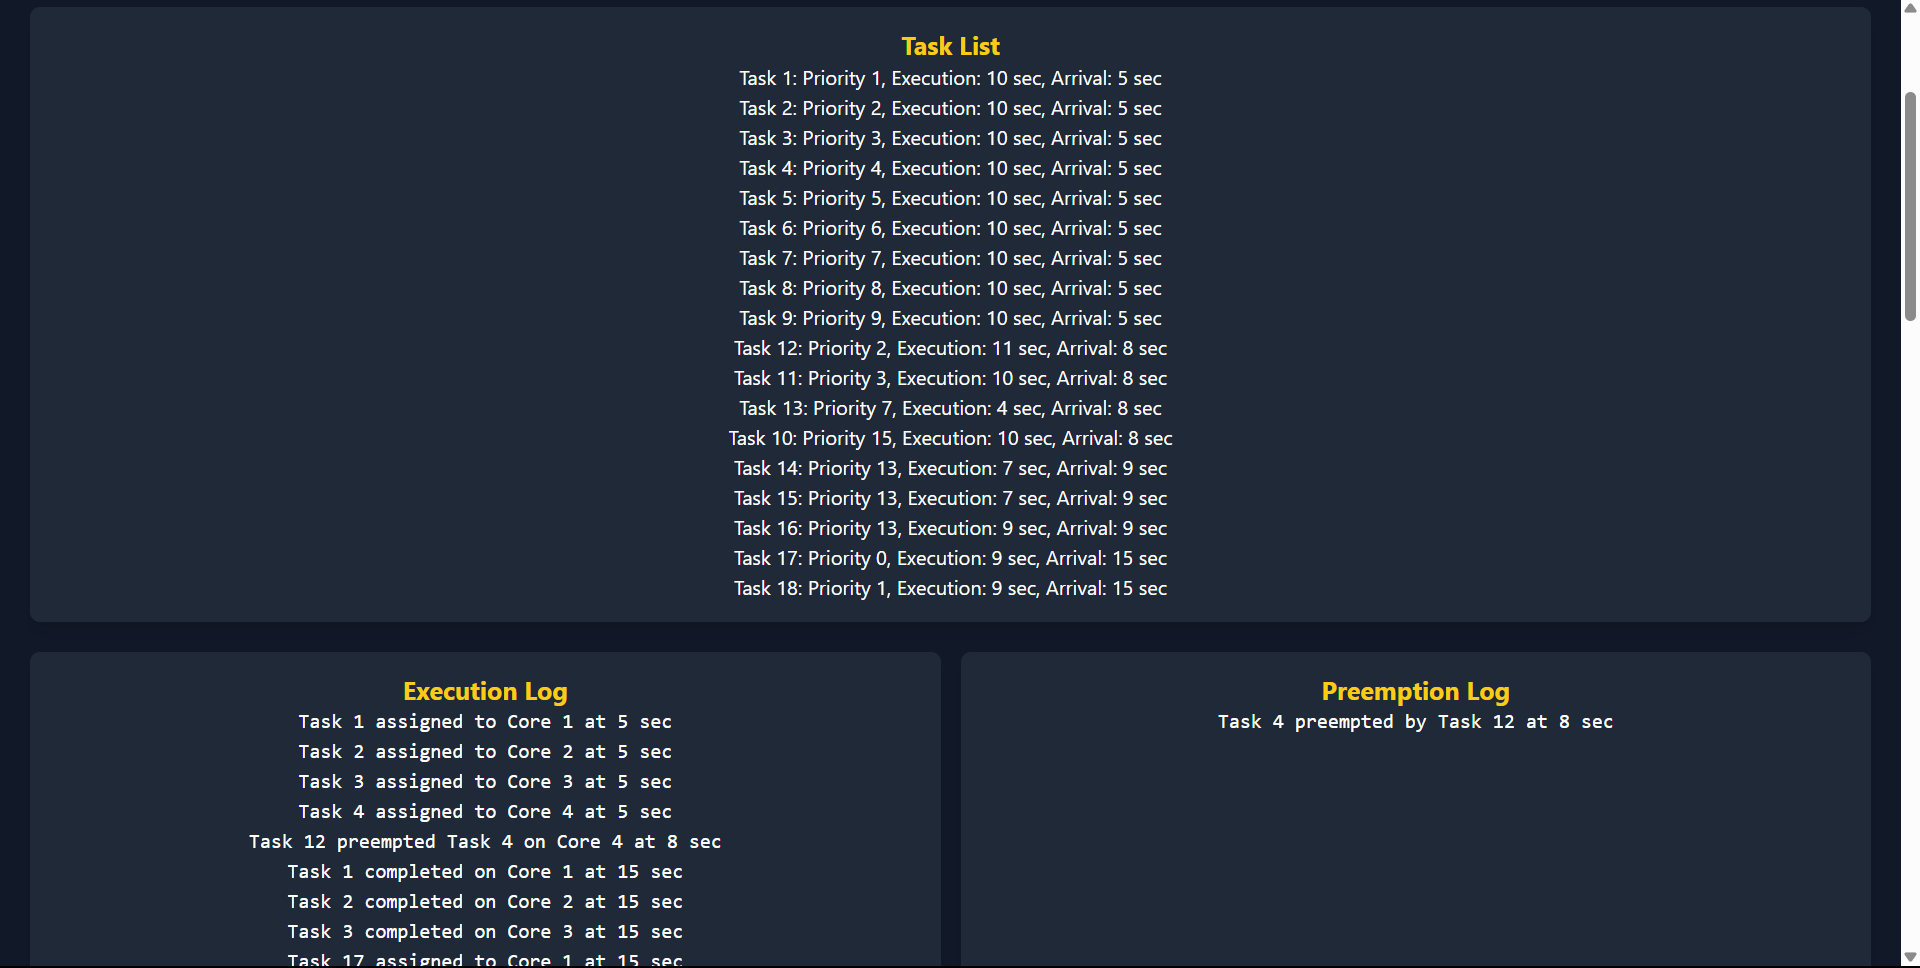 Task List
Task 1: Priority 1, Execution: 10 sec, Arrival: 5 sec
Task 2: Priority 2, Execution: 10 sec, Arrival: 5 sec
Task 3: Priority 3, Execution: 10 sec, Arrival: 5 sec
Task 4: Priority 4, Execution: 10 sec, Arrival: 5 sec
Task 5: Priority 5, Execution: 10 sec, Arrival: 5 sec
Task 6: Priority 6, Execution: 10 sec, Arrival: 5 sec
Task 7: Priority 7, Execution: 10 sec, Arrival: 5 sec
Task 8: Priority 8, Execution: 10 sec, Arrival: 5 sec
Task 9: Priority 9, Execution: 10 sec, Arrival: 5 sec
Task 12: Priority 2, Execution: 11 sec, Arrival: 8 sec
Task 11: Priority 3, Execution: 10 sec, Arrival: 8 sec
Task 13: Priority 7, Execution: 4 sec, Arrival: 8 sec
Task 10: Priority 15, Execution: 10 sec, Arrival: 8 sec
Task 14: Priority 13, Execution: 7 sec, Arrival: 9 sec
Task 15: Priority 13, Execution: 7 sec, Arrival: 9 sec
Task 16: Priority 13, Execution: 9 sec, Arrival: 9 sec
Task 17: Priority 0, Execution: 9 sec, Arrival: 15 sec
Task 18: Priority 1, Execution: 9 sec, Arrival: 15 sec
Execution Log
Task 1 assigned to Core 1 at 5 sec
Task 2 assigned to Core 2 at 5 sec
Task 3 assigned to Core 3 at 5 sec
Task 4 assigned to Core 4 at 5 sec
Task 12 preempted Task 4 on Core 4 at 8 sec
Task 1 completed on Core 1 at 15 sec
Task 2 completed on Core 2 at 15 sec
Task 3 completed on Core 3 at 15 sec
Task 17 assigned to Core 1 at 15 sec
Preemption Log
Task 4 preempted by Task 12 at 8 sec